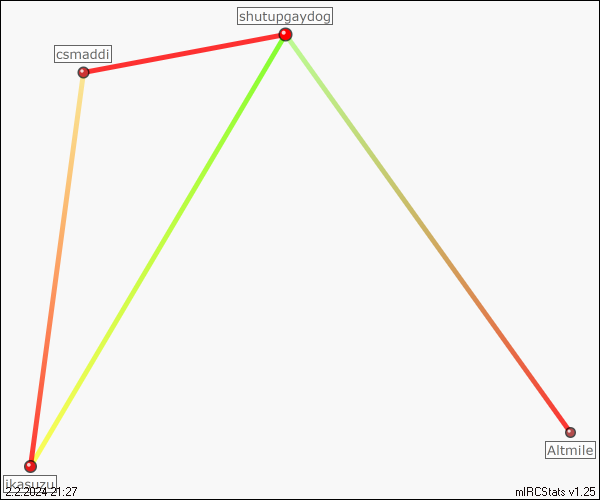 shutupgaydog
csmaddi
Altmile
ikasuzu
2.2.2024 21:27
mIRCStats v1.25